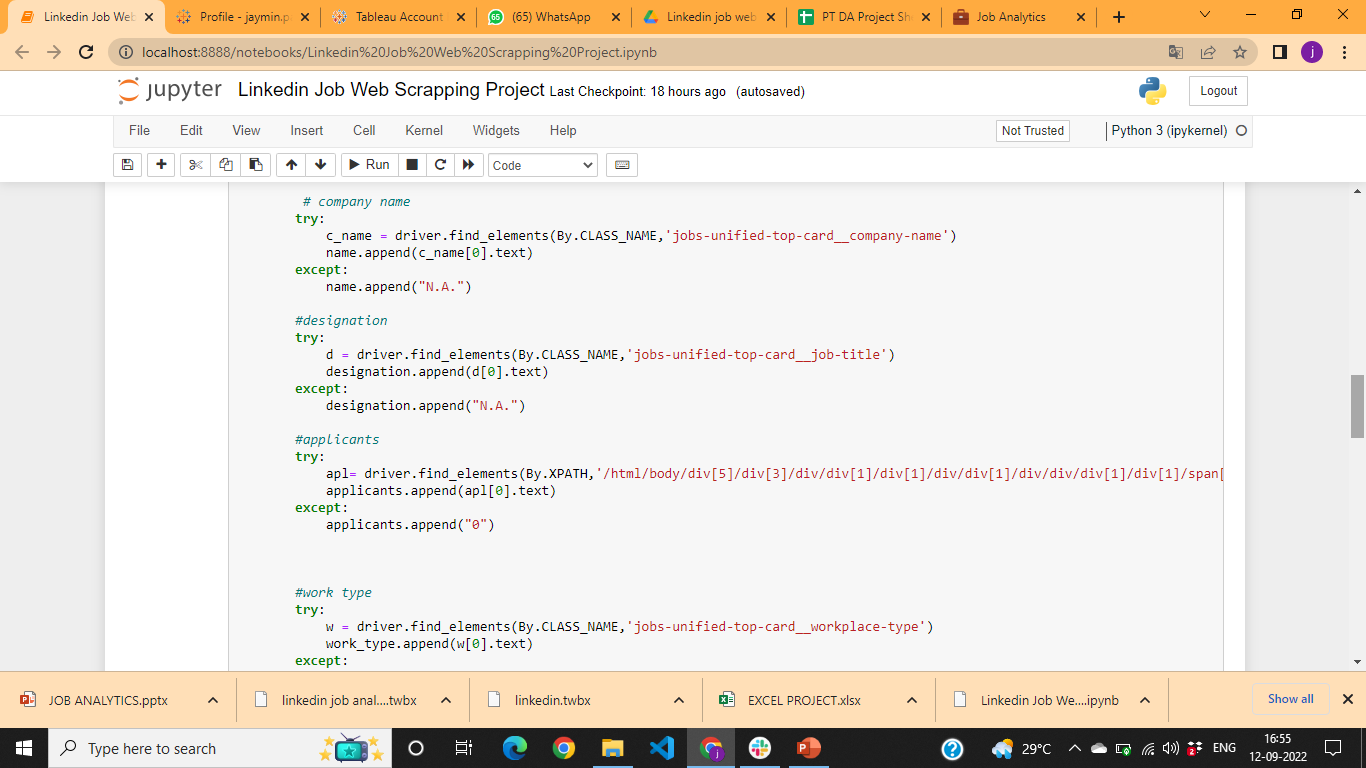 Linkedin Job Web
Profile - jaymin.p
Tableau Account
(65) WhatsApp
Linkedin job web
PT DA Project She
Job Analytics
localhost:8888/notebooks/Linkedin%20Job%20Web%20Scrapping%20Project.ipynb
j
jupyter
Linkedin Job Web Scrapping Project Last Checkpoint: 18 hours ago (autosaved)
Logout
File Edit View Insert Cell Kernel Widgets Help
Not Trusted
Python 3 (ipykernel)
Run
Code
# company name
try:
c_name = driver.find_elements(By.CLASS_NAME,'jobs-unified-top-card__company-name')
name.append(c_name[0].text)
except:
name.append("N.A.")
#designation
try:
d = driver.find_elements(By.CLASS_NAME,'jobs-unified-top-card__job-title')
designation.append(d[0].text)
except:
designation.append("N.A.")
#applicants
try:
apl= driver.find_elements(By.XPATH,'/html/body/div[5]/div[3]/div/div[1]/div[1]/div/div[1]/div/div/div[1]/div[1]/span[
applicants.append(apl[0].text)
except:
applicants.append("0")
#work type
try:
w = driver.find_elements(By.CLASS_NAME,'jobs-unified-top-card__workplace-type')
work_type.append(w[0].text)
except:
JOB ANALYTICS.pptx
linkedin job anal....twbx
linkedin.twbx
EXCEL PROJECT.xlsx
Linkedin Job We....ipynb
Show all
Type here to search
29°C
ENG
16:55
12-09-2022